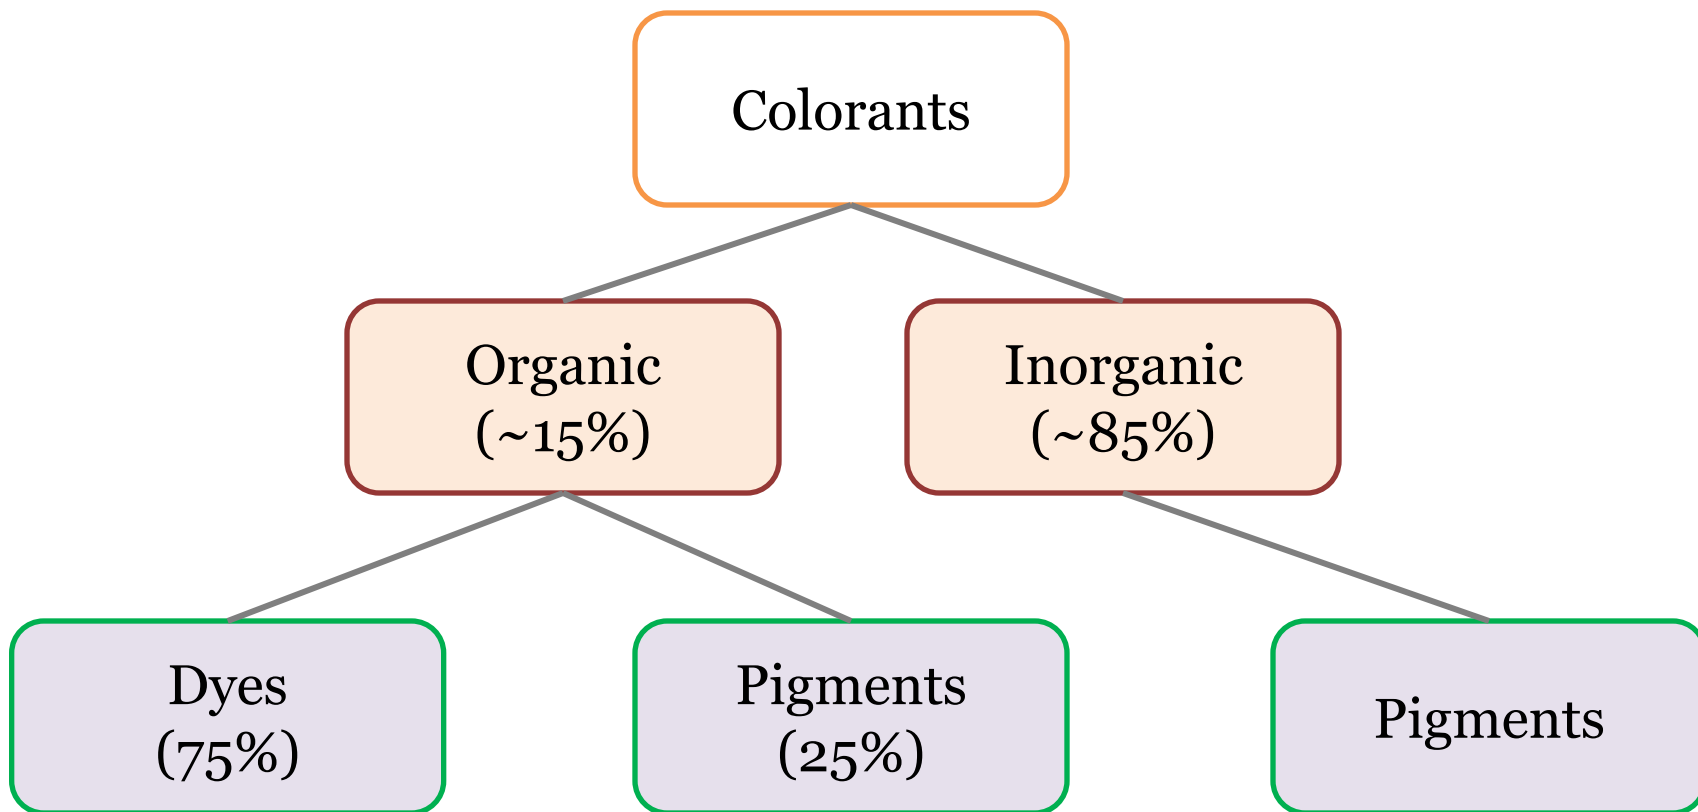 Colorants
Organic
(~15%)
Inorganic
(~85%)
Dyes
(75%)
Pigments
(25%)
Pigments